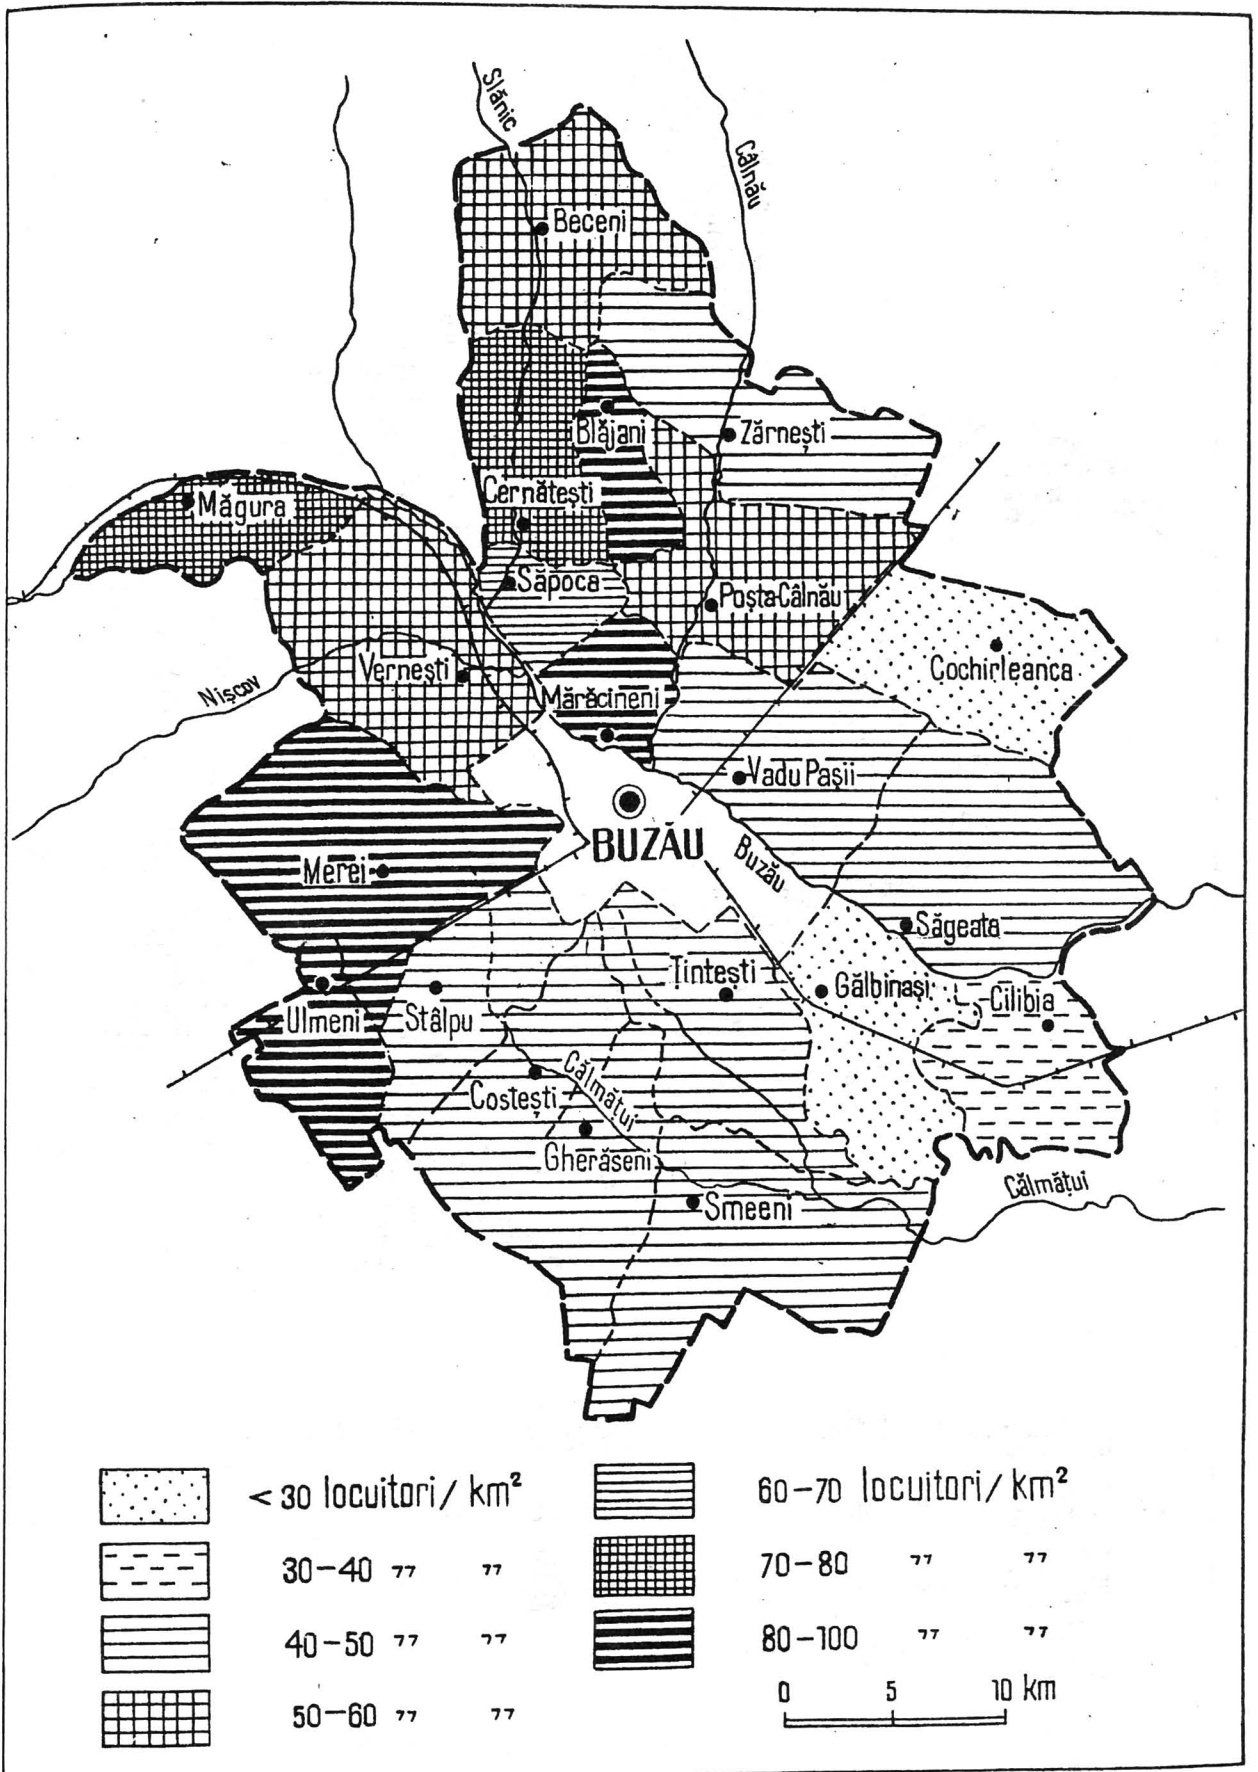 Slănic
Câlnău
Beceni
Blăjani
Zărnești
Măgura
Cernătești
Săpoca
Poșta-Câlnău
Cochirleanca
Vernești
Nișcov
Mărăcineni
Vadu Pașii
BUZĂU
Buzău
Merei
Săgeata
Țintești
Gălbinași
Cilibia
Ulmeni
Stâlpu
Costești
Călmățui
Gherăseni
Smeeni
Călmățui
< 30 locuitori/km²
30–40 ” ”
40–50 ” ”
50–60 ” ”
60–70 locuitori/km²
70–80 ” ”
80–100 ” ”
0 5 10 km